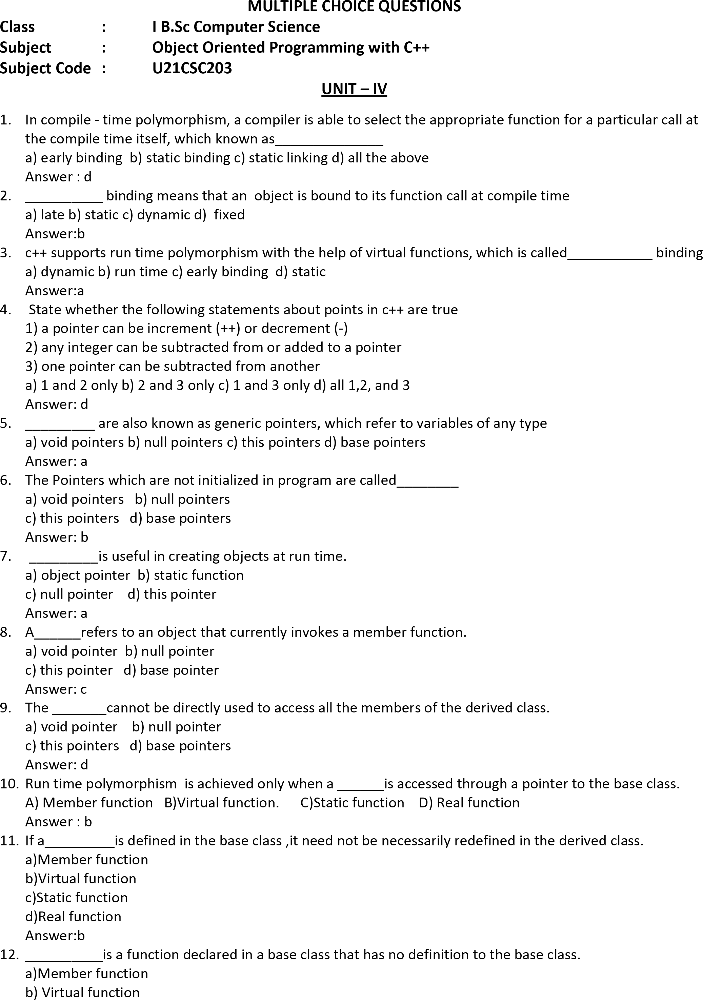 MULTIPLE CHOICE QUESTIONS
Class : I B.Sc Computer Science
Subject : Object Oriented Programming with C++
Subject Code : U21CSC203
UNIT – IV
1. In compile - time polymorphism, a compiler is able to select the appropriate function for a particular call at
the compile time itself, which known as______________
a) early binding  b) static binding c) static linking d) all the above
Answer : d
2. __________ binding means that an  object is bound to its function call at compile time
a) late b) static c) dynamic d)  fixed
Answer:b
3. c++ supports run time polymorphism with the help of virtual functions, which is called___________ binding
a) dynamic b) run time c) early binding  d) static
Answer:a
4. State whether the following statements about points in c++ are true
1) a pointer can be increment (++) or decrement (-)
2) any integer can be subtracted from or added to a pointer
3) one pointer can be subtracted from another
a) 1 and 2 only b) 2 and 3 only c) 1 and 3 only d) all 1,2, and 3
Answer: d
5. _________ are also known as generic pointers, which refer to variables of any type
a) void pointers b) null pointers c) this pointers d) base pointers
Answer: a
6. The Pointers which are not initialized in program are called________
a) void pointers   b) null pointers
c) this pointers   d) base pointers
Answer: b
7. _________is useful in creating objects at run time.
a) object pointer  b) static function
c) null pointer    d) this pointer
Answer: a
8. A______refers to an object that currently invokes a member function.
a) void pointer  b) null pointer
c) this pointer   d) base pointer
Answer: c
9. The _______cannot be directly used to access all the members of the derived class.
a) void pointer    b) null pointer
c) this pointers   d) base pointers
Answer: d
10. Run time polymorphism  is achieved only when a ______is accessed through a pointer to the base class.
A) Member function   B)Virtual function.      C)Static function    D) Real function
Answer : b
11. If a_________is defined in the base class ,it need not be necessarily redefined in the derived class.
a)Member function
b)Virtual function
c)Static function
d)Real function
Answer:b
12. __________is a function declared in a base class that has no definition to the base class.
a)Member function
b) Virtual function